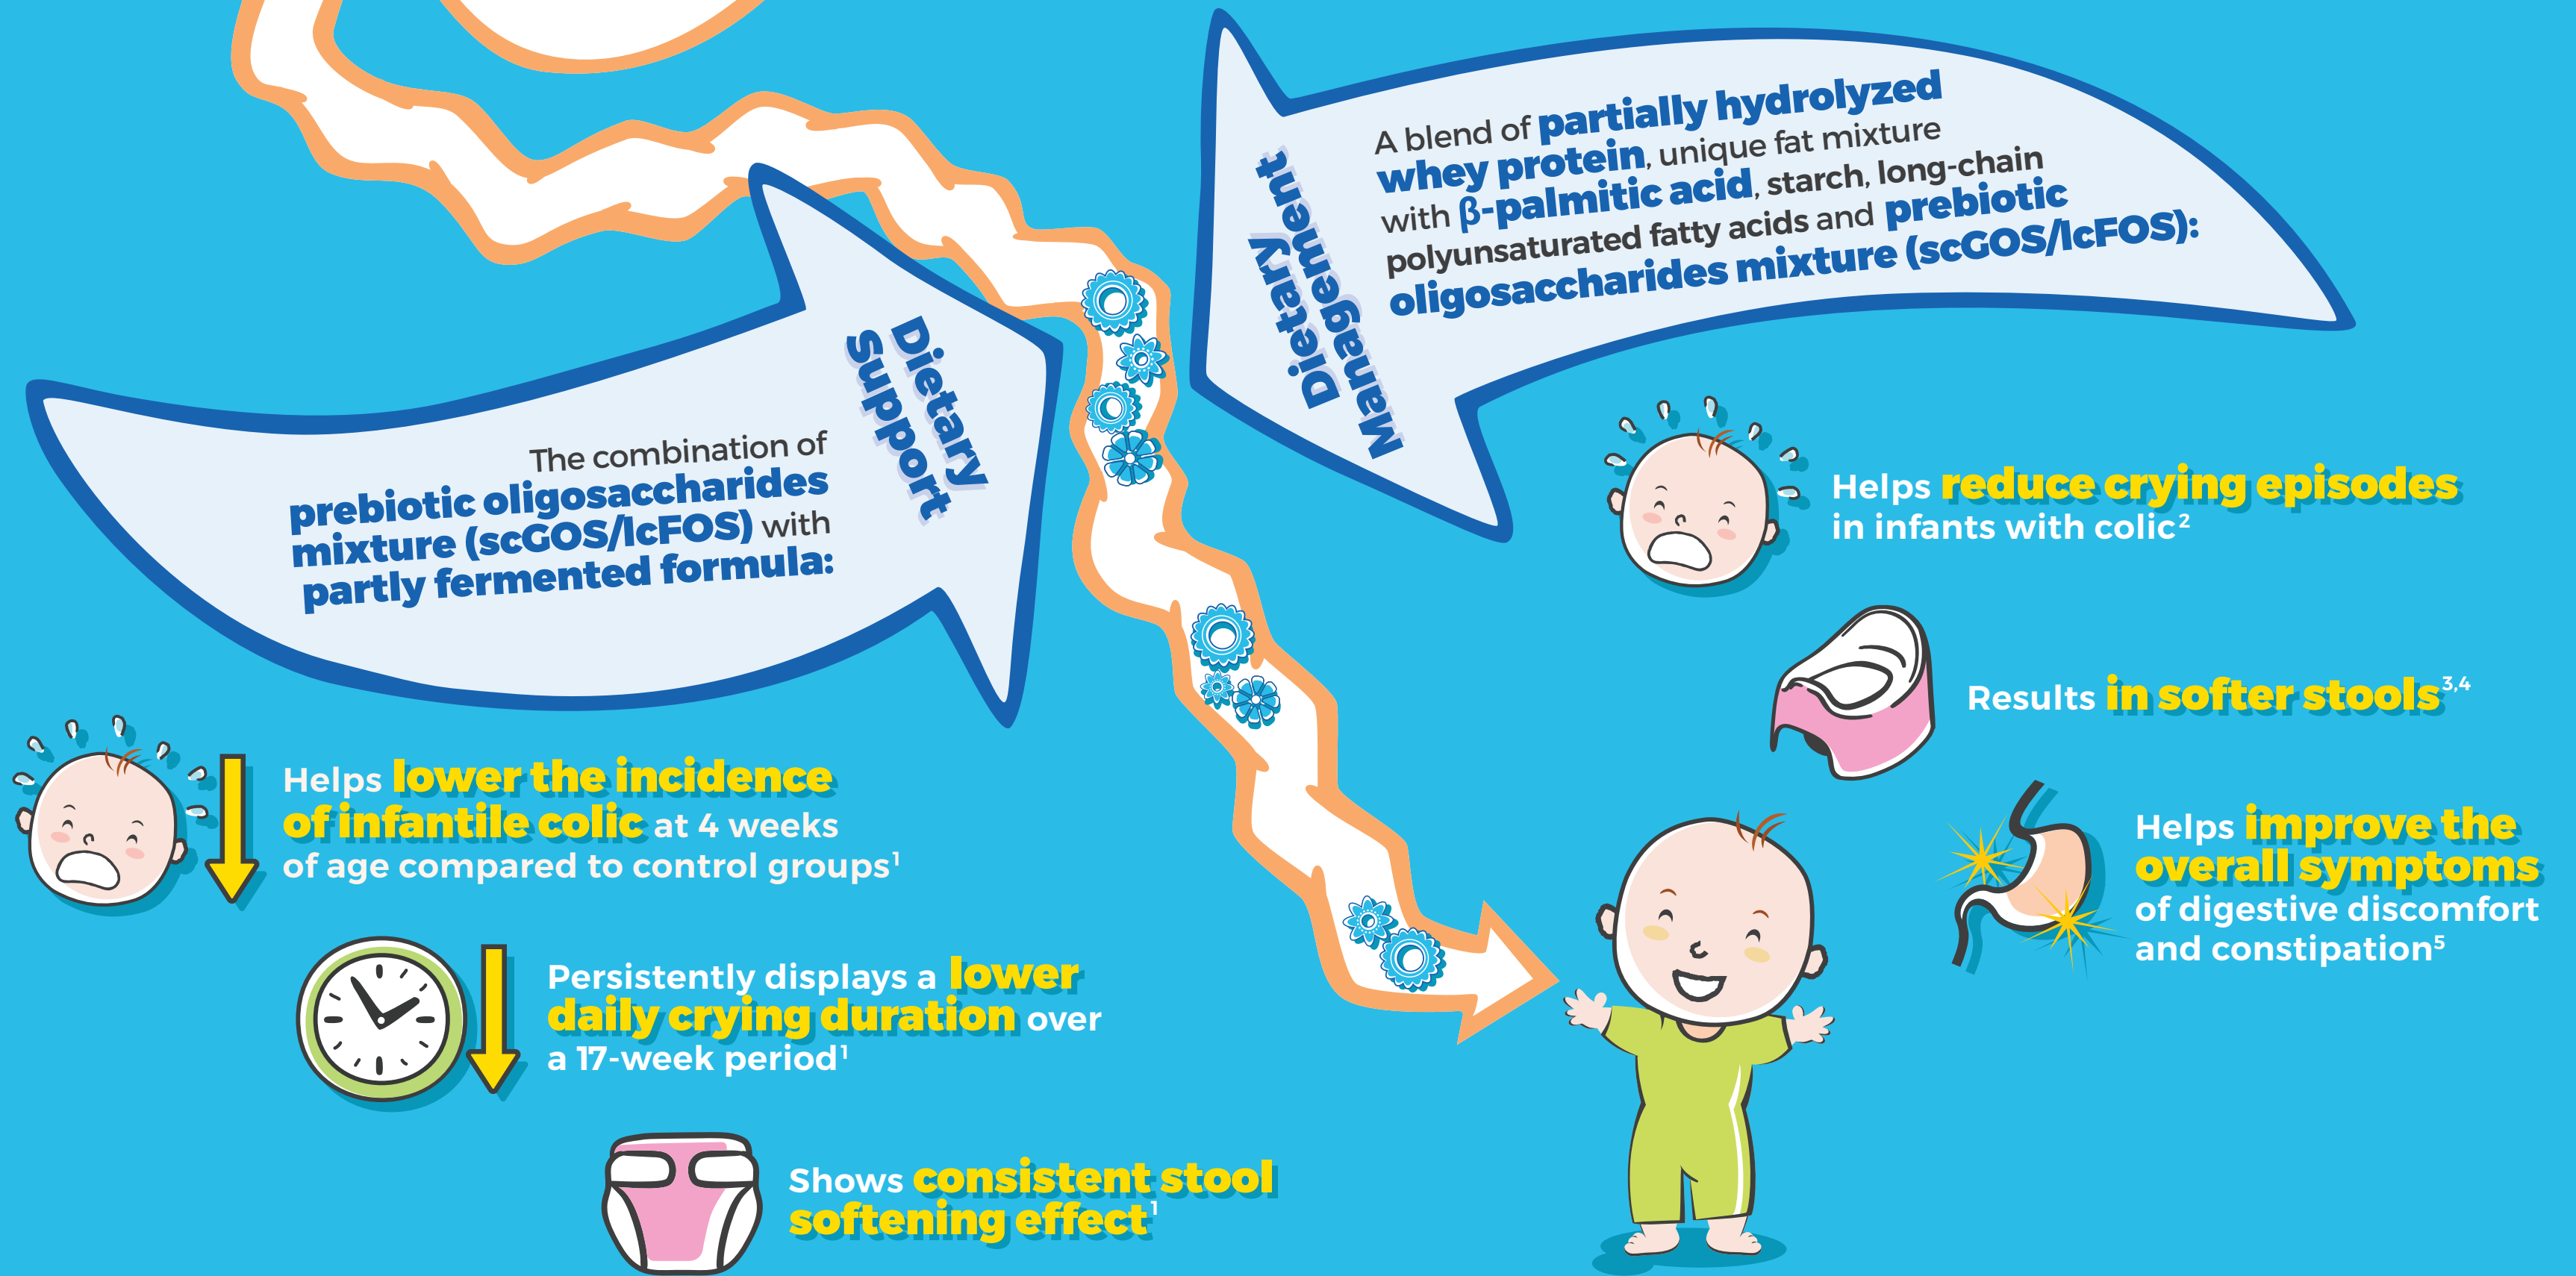 Dietary
Support
The combination of
prebiotic oligosaccharides
mixture (scGOS/lcFOS) with
partly fermented formula:
Helps lower the incidence
of infantile colic at 4 weeks
of age compared to control groups¹
Persistently displays a lower
daily crying duration over
a 17-week period¹
Shows consistent stool
softening effect¹
Dietary
Management
A blend of partially hydrolyzed
whey protein, unique fat mixture
with β-palmitic acid, starch, long-chain
polyunsaturated fatty acids and prebiotic
oligosaccharides mixture (scGOS/lcFOS):
Helps reduce crying episodes
in infants with colic²
Results in softer stools³,⁴
Helps improve the
overall symptoms
of digestive discomfort
and constipation⁵